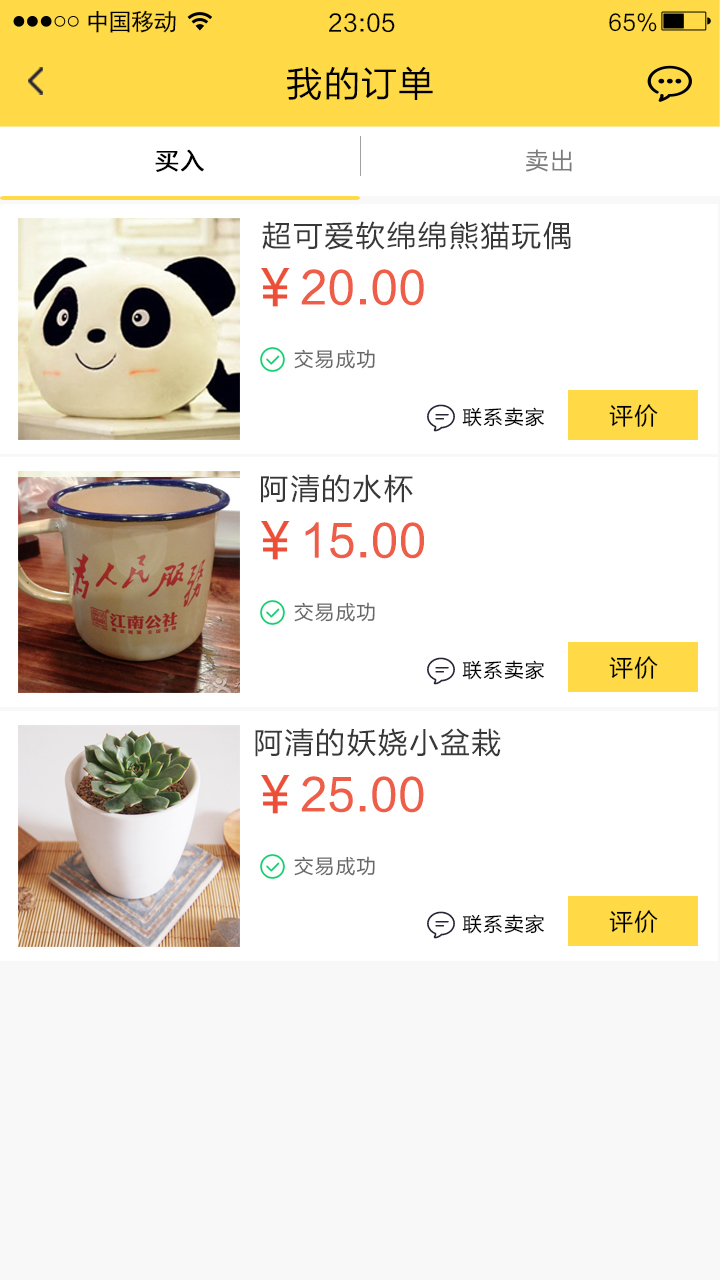 中国移动
23:05
65%
我的订单
买入
卖出
超可爱软绵绵熊猫玩偶
¥ 20.00
交易成功
联系卖家
评价
阿清的水杯
¥ 15.00
为人民服务
江南公社
交易成功
联系卖家
评价
阿清的妖娆小盆栽
¥ 25.00
交易成功
联系卖家
评价